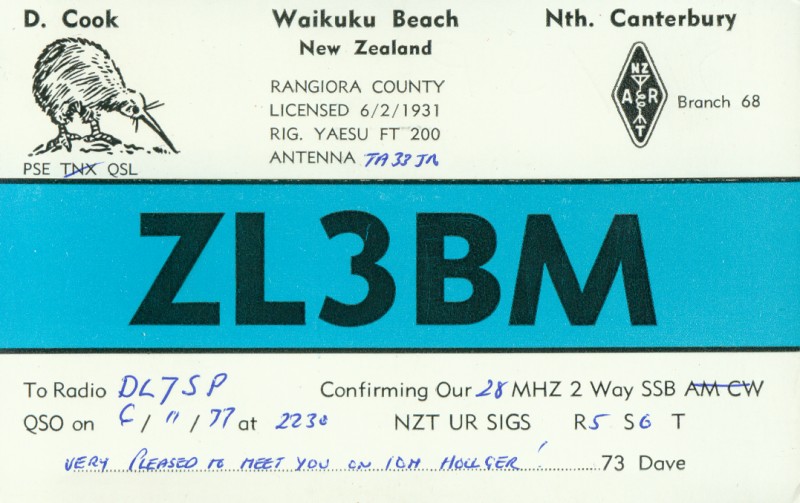 D. Cook Waikuku Beach Nth. Canterbury
New Zealand
RANGIORA COUNTY
LICENSED 6/2/1931
RIG. YAESU FT 200
ANTENNA TA 33 JR
NZ
A R
T
Branch 68
PSE TNX QSL
ZL3BM
To Radio DL7SP Confirming Our 28 MHZ 2 Way SSB AM CW
QSO on 6 / 11 / 77 at 2230 NZT UR SIGS R5 S6 T
VERY PLEASED TO MEET YOU ON 10M HOLLGER! 73 Dave